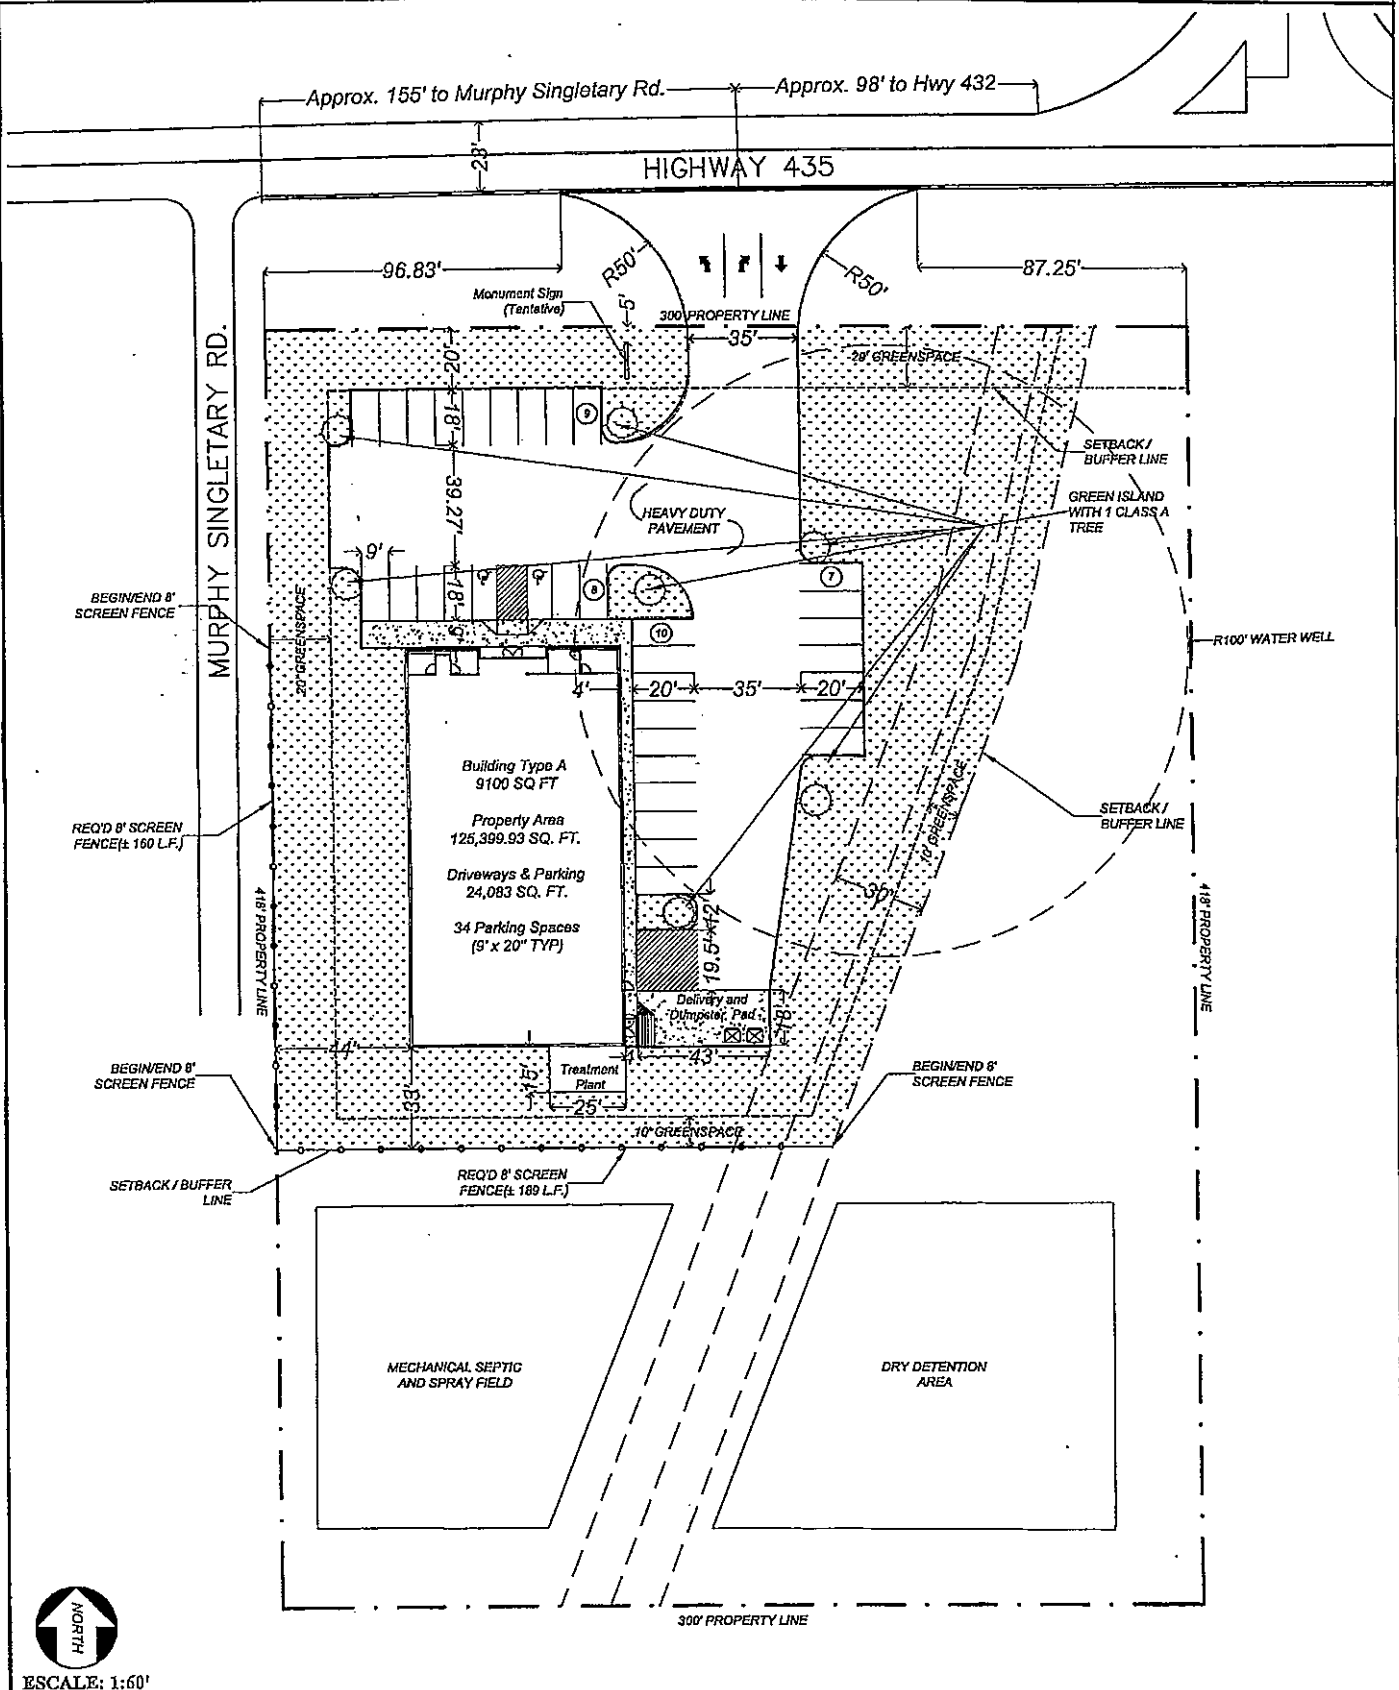 Approx. 155' to Murphy Singletary Rd.
Approx. 98' to Hwy 432
23'
HIGHWAY 435
96.83'
R50'
R50'
87.25'
Monument Sign
(Tentative)
5'
300' PROPERTY LINE
35'
20'
20' GREENSPACE
MURPHY SINGLETARY RD.
18'
9
SETBACK /
BUFFER LINE
39.27'
HEAVY DUTY
PAVEMENT
GREEN ISLAND
WITH 1 CLASS A
TREE
9'
18'
8
7
BEGIN/END 8'
SCREEN FENCE
20' GREENSPACE
10
R100' WATER WELL
4'
20'
35'
20'
Building Type A
9100 SQ FT
Property Area
125,399.93 SQ. FT.
Driveways & Parking
24,083 SQ. FT.
34 Parking Spaces
(9' x 20" TYP)
REQ'D 8' SCREEN
FENCE(± 160 L.F.)
10' GREENSPACE
SETBACK /
BUFFER LINE
418' PROPERTY LINE
12'
19.5'
418' PROPERTY LINE
Delivery and
Dumpster Pad
18'
44'
43'
BEGIN/END 8'
SCREEN FENCE
15'
Treatment
Plant
25'
33'
BEGIN/END 8'
SCREEN FENCE
10' GREENSPACE
SETBACK / BUFFER
LINE
REQ'D 8' SCREEN
FENCE(± 189 L.F.)
MECHANICAL SEPTIC
AND SPRAY FIELD
DRY DETENTION
AREA
300' PROPERTY LINE
NORTH
ESCALE: 1:60'